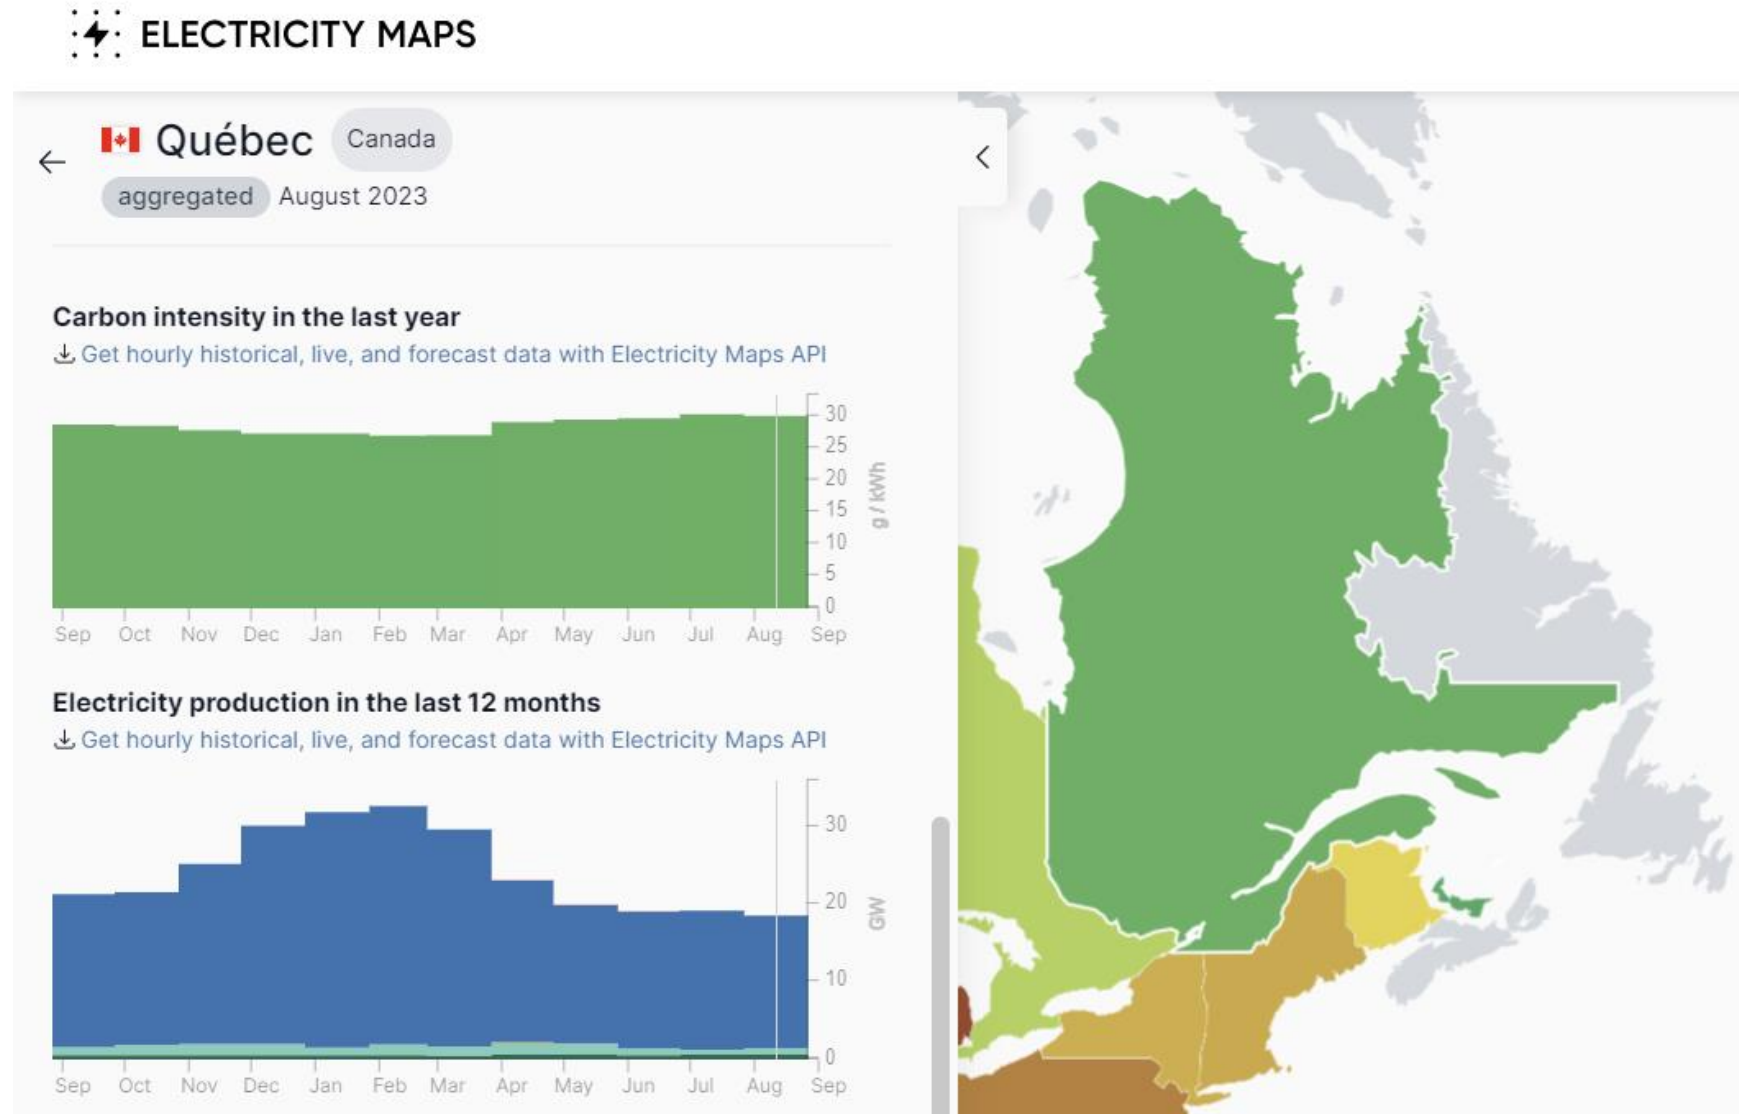 ELECTRICITY MAPS
Québec Canada
aggregated August 2023
Carbon intensity in the last year
Get hourly historical, live, and forecast data with Electricity Maps API
30
25
20
15
10
5
0
g / kWh
Sep Oct Nov Dec Jan Feb Mar Apr May Jun Jul Aug Sep
Electricity production in the last 12 months
Get hourly historical, live, and forecast data with Electricity Maps API
30
20
10
0
GW
Sep Oct Nov Dec Jan Feb Mar Apr May Jun Jul Aug Sep